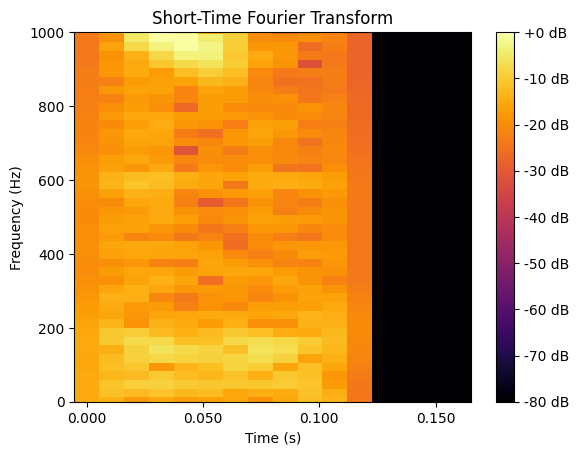 Short-Time Fourier Transform
1000
800
600
400
200
0
Frequency (Hz)
0.000
0.050
0.100
0.150
Time (s)
+0 dB
-10 dB
-20 dB
-30 dB
-40 dB
-50 dB
-60 dB
-70 dB
-80 dB